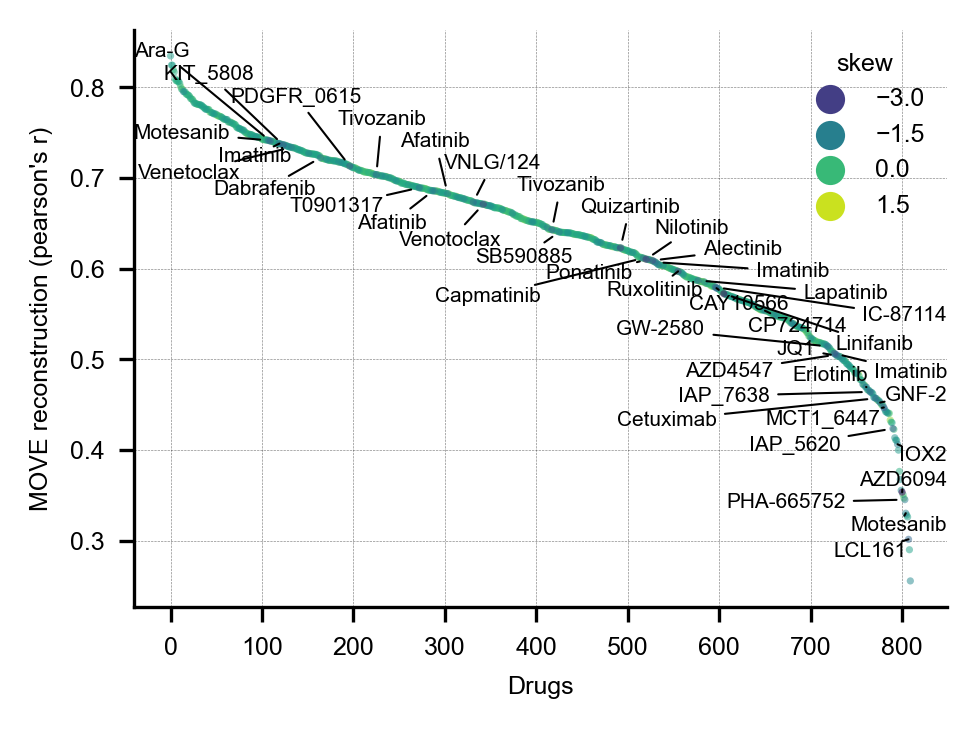 MOVE reconstruction (pearson's r)
0.8
0.7
0.6
0.5
0.4
0.3
0
100
200
300
400
500
600
700
800
Drugs
skew
−3.0
−1.5
0.0
1.5
Ara-G
KIT_5808
PDGFR_0615
Tivozanib
Motesanib
Afatinib
Imatinib
VNLG/124
Venetoclax
Dabrafenib
Tivozanib
T0901317
Quizartinib
Afatinib
Nilotinib
Venotoclax
Alectinib
SB590885
Ponatinib
Imatinib
Capmatinib
Ruxolitinib
Lapatinib
CAY10566
IC-87114
GW-2580
CP724714
JQ1
Linifanib
AZD4547
Erlotinib
Imatinib
IAP_7638
GNF-2
Cetuximab
MCT1_6447
IAP_5620
IOX2
AZD6094
PHA-665752
Motesanib
LCL161